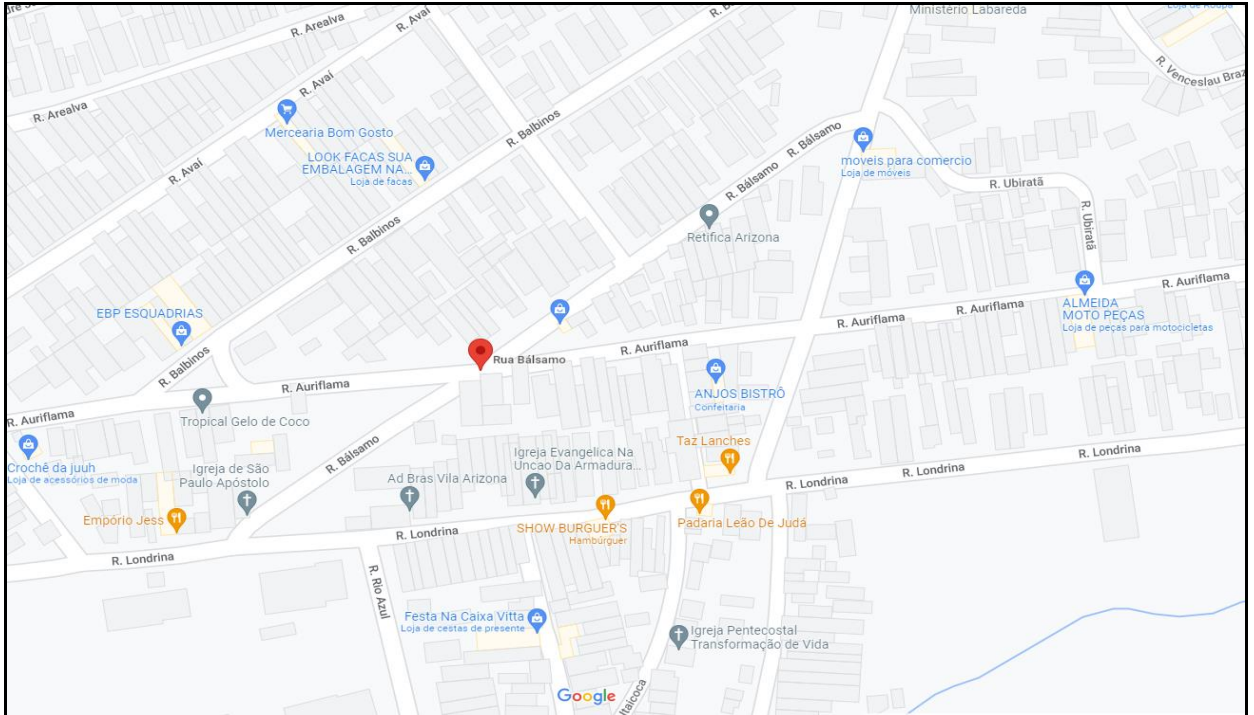 Ministério Labareda
R. Arealva
R. Avaí
R. Arealva
R. Avaí
R. Venceslau Braz
Mercearia Bom Gosto
R. Balbinos
R. Bálsamo
LOOK FACAS SUA
EMBALAGEM NA...
Loja de facas
moveis para comercio
Loja de móveis
R. Avaí
R. Bálsamo
R. Ubiratã
R. Ubiratã
R. Balbinos
Retifica Arizona
R. Auriflama
EBP ESQUADRIAS
ALMEIDA
MOTO PEÇAS
Loja de peças para motocicletas
R. Auriflama
R. Auriflama
R. Auriflama
Rua Bálsamo
R. Balbinos
R. Auriflama
ANJOS BISTRÔ
Confeitaria
R. Auriflama
Tropical Gelo de Coco
Taz Lanches
R. Bálsamo
Igreja Evangelica Na
Uncao Da Armadura...
R. Londrina
Crochê da juuh
Loja de acessórios de moda
Igreja de São
Paulo Apóstolo
Ad Bras Vila Arizona
R. Londrina
R. Londrina
Empório Jess
SHOW BURGUER'S
Hambúrguer
Padaria Leão De Judá
R. Londrina
R. Londrina
R. Rio Azul
Festa Na Caixa Vitta
Loja de cestas de presente
Igreja Pentecostal
Transformação de Vida
Itaicoca
Google